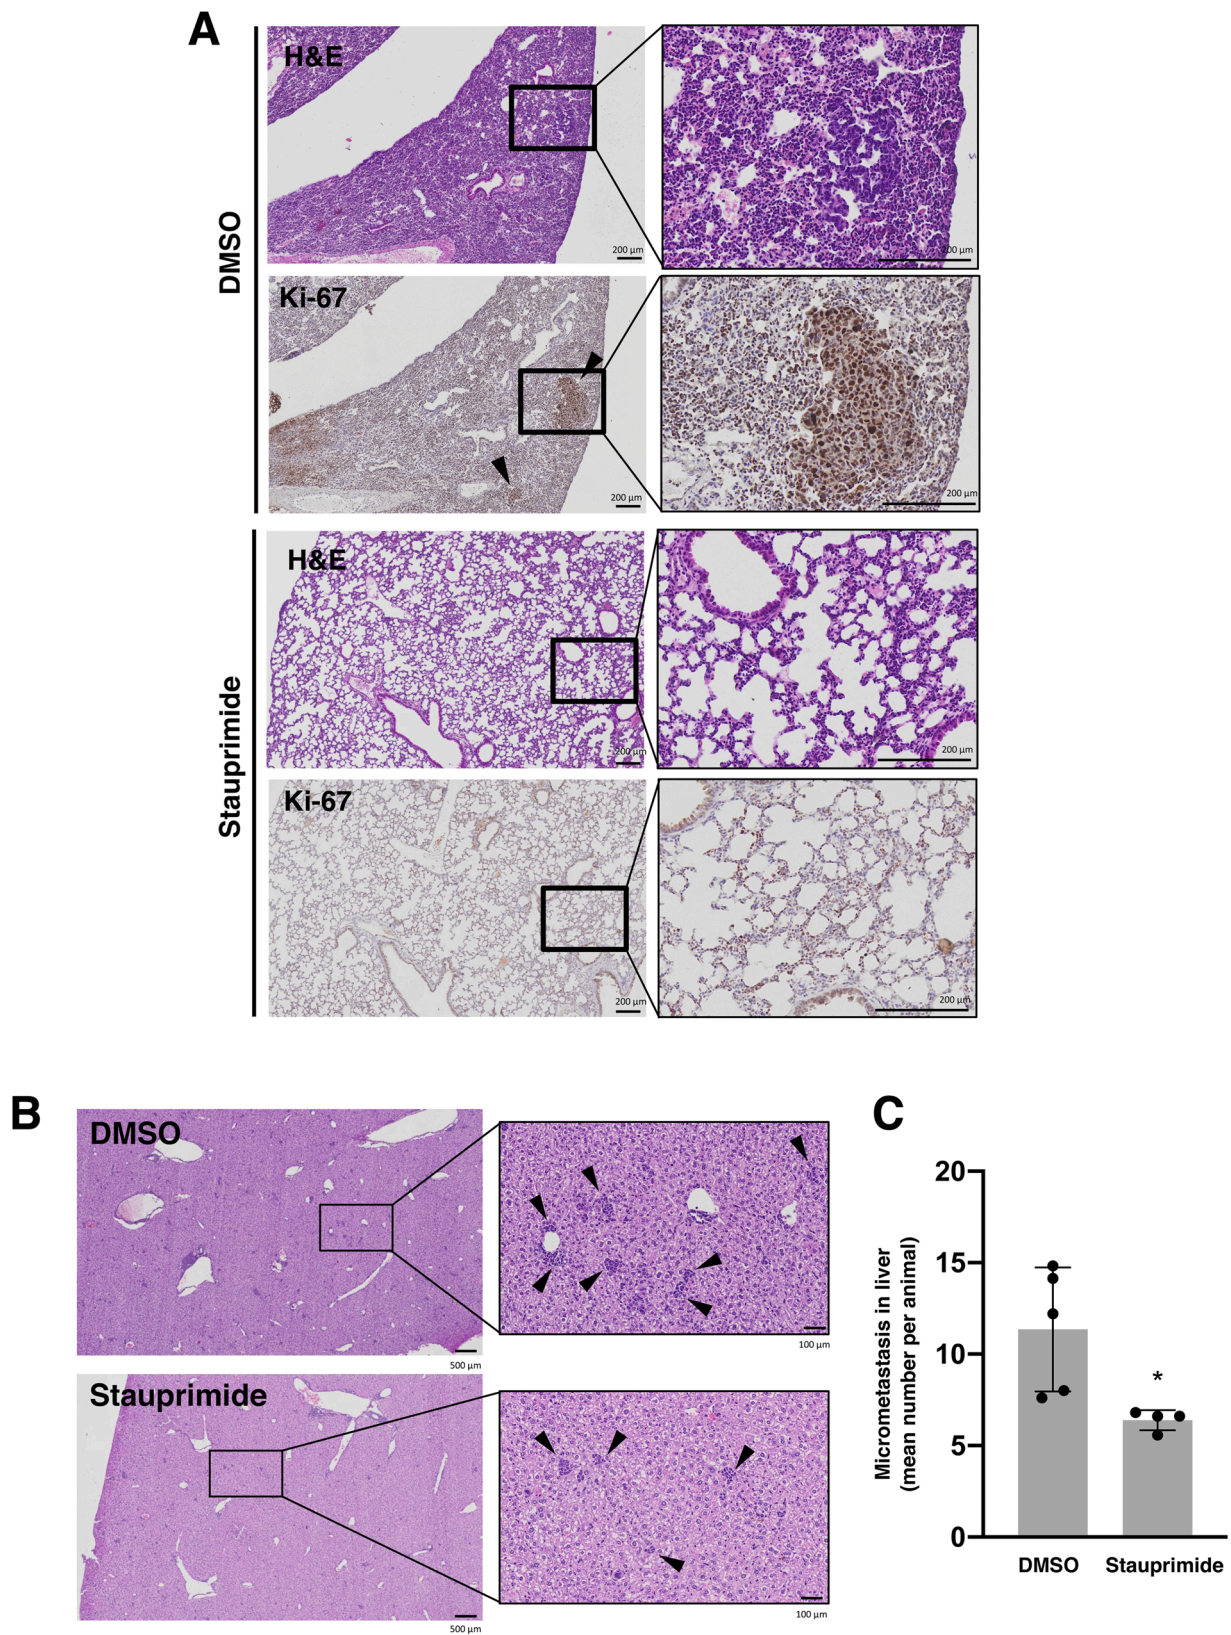 A
DMSO
H&E
200 µm
200 µm
Ki-67
200 µm
200 µm
Stauprimide
H&E
200 µm
200 µm
Ki-67
200 µm
200 µm
B
DMSO
500 µm
100 µm
Stauprimide
500 µm
100 µm
C
Micrometastasis in liver
(mean number per animal)
20
15
10
5
0
*
DMSO
Stauprimide